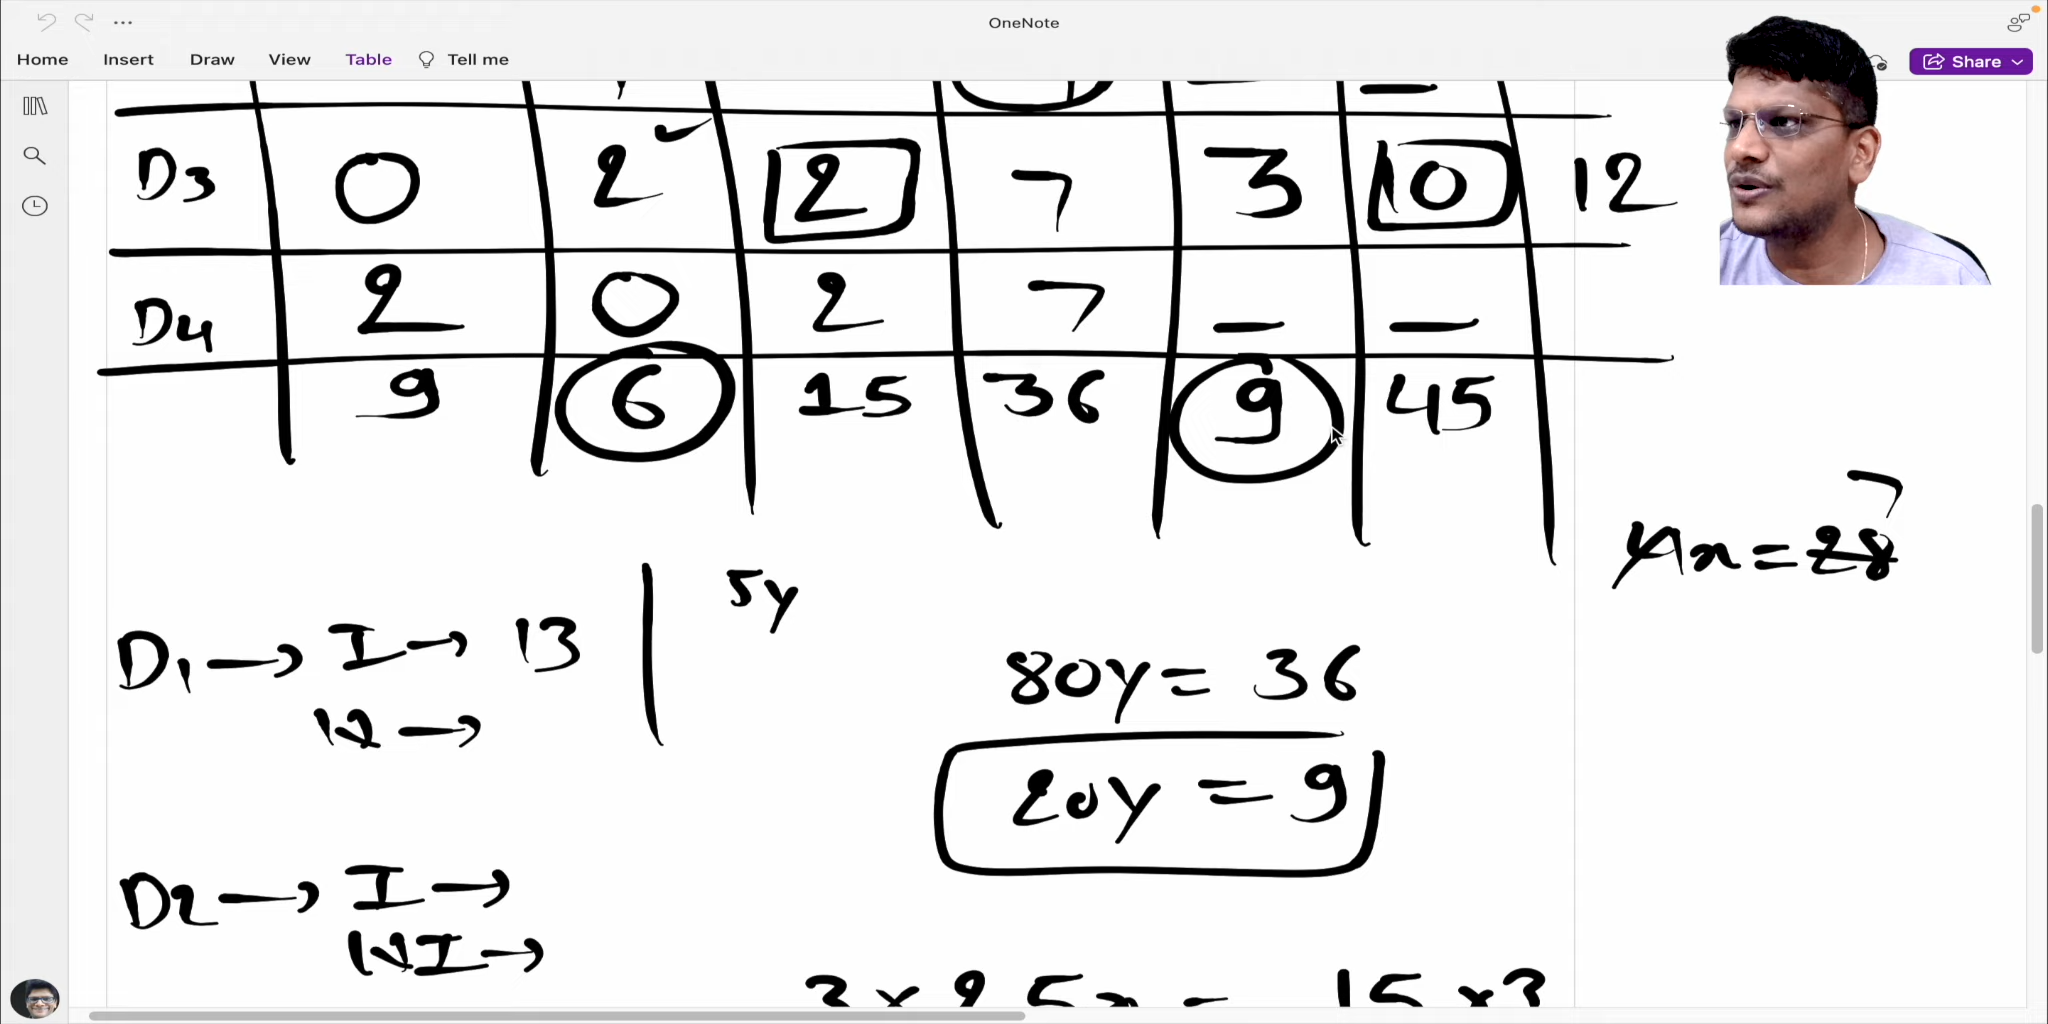 OneNote
Home Insert Draw View Table Tell me Share
D3 0 2 ✓ 2 7 3 10 12
D4 2 0 2 7 — —
9 6 15 36 9 45
7
4x = 28
5y
D1 → I → 13
80y = 36
N →
20y = 9
D2 → I →
NI →